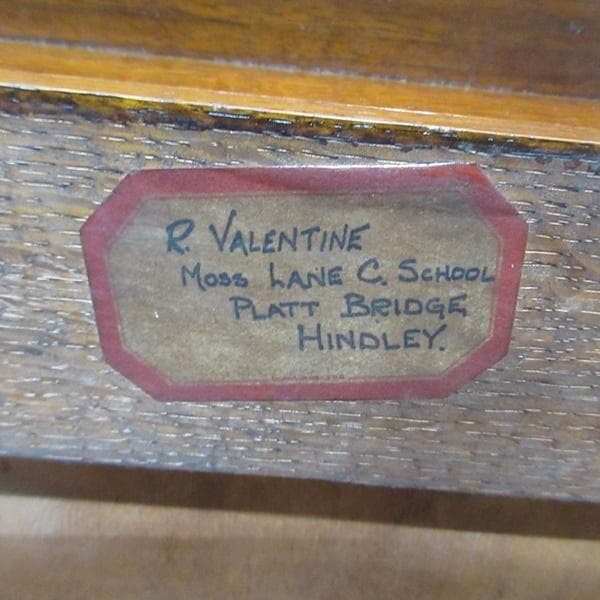 R. VALENTINE
MOSS LANE C. SCHOOL
PLATT BRIDGE
HINDLEY.